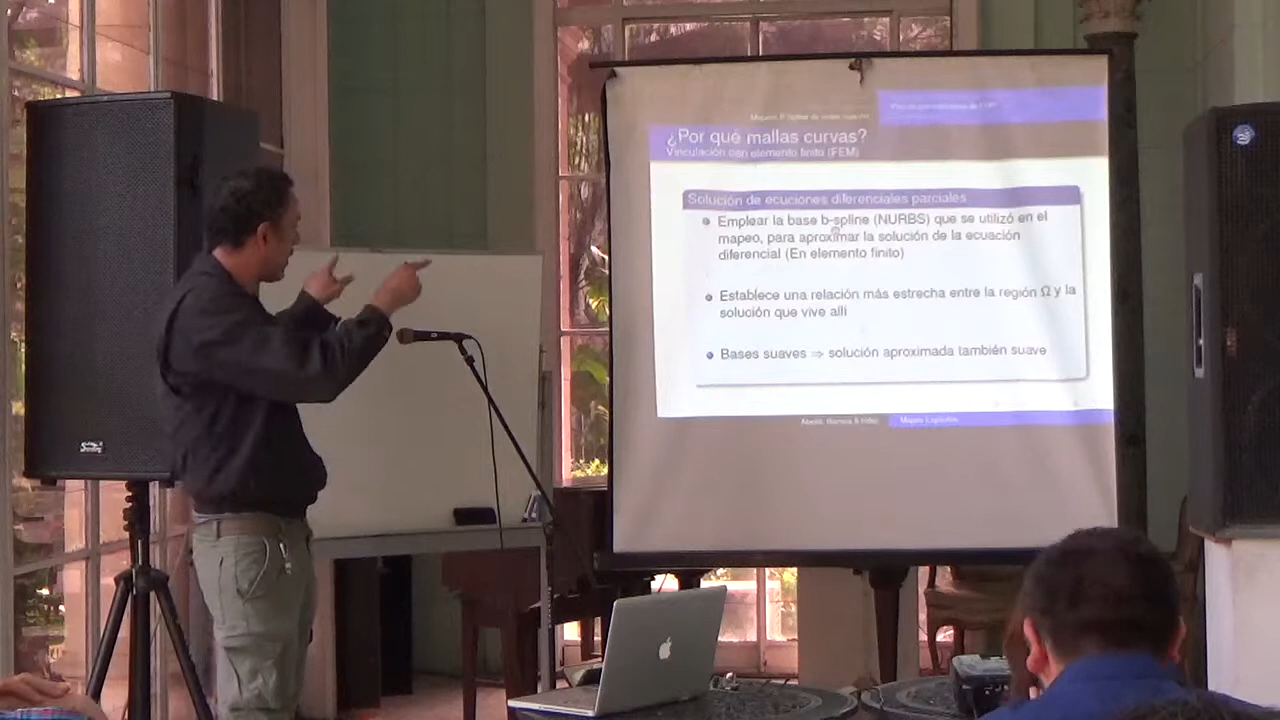 ¿Por qué mallas curvas?
Vinculación con elemento finito (FEM)
Solución de ecuciones diferenciales parciales
Emplear la base b-spline (NURBS) que se utilizó en el
mapeo, para aproximar la solución de la ecuación
diferencial (En elemento finito)
Establece una relación más estrecha entre la región Ω y la
solución que vive allí
Bases suaves ⇒ solución aproximada también suave